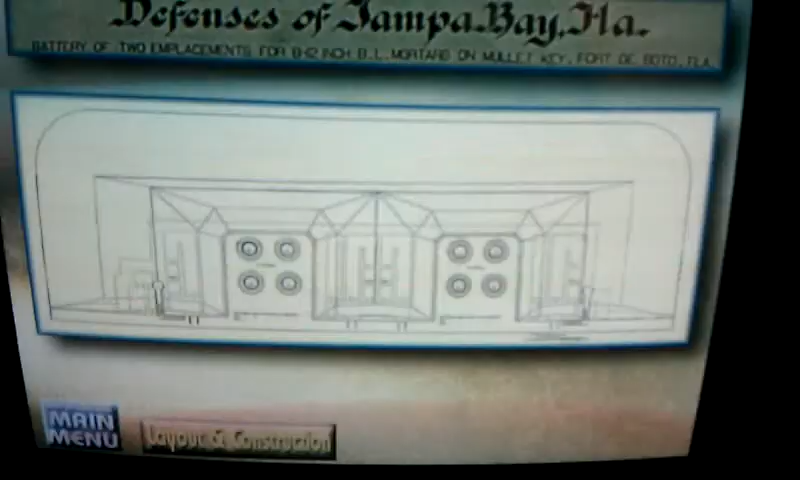 Defenses of Tampa Bay, Fla.
BATTERY OF TWO EMPLACEMENTS FOR 8-12 INCH B.L. MORTARS ON MULLET KEY, FORT DE SOTO, FLA.
MAIN
MENU
Layout & Construction